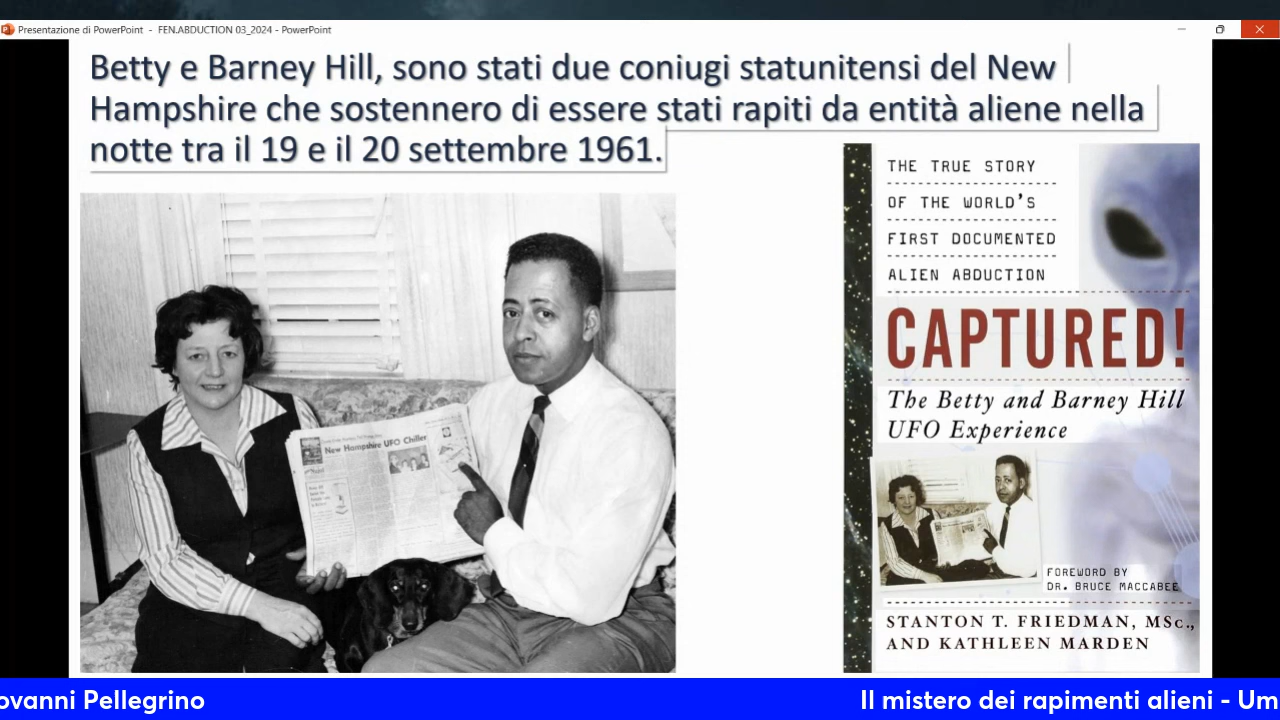 Presentazione di PowerPoint - FEN.ABDUCTION 03_2024 - PowerPoint
Betty e Barney Hill, sono stati due coniugi statunitensi del New
Hampshire che sostennero di essere stati rapiti da entità aliene nella
notte tra il 19 e il 20 settembre 1961.
New Hampshire UFO Chiller
THE TRUE STORY
OF THE WORLD'S
FIRST DOCUMENTED
ALIEN ABDUCTION
CAPTURED!
The Betty and Barney Hill
UFO Experience
FOREWORD BY
DR. BRUCE MACCABEE
STANTON T. FRIEDMAN, MSc.,
AND KATHLEEN MARDEN
ovanni Pellegrino
Il mistero dei rapimenti alieni - Um